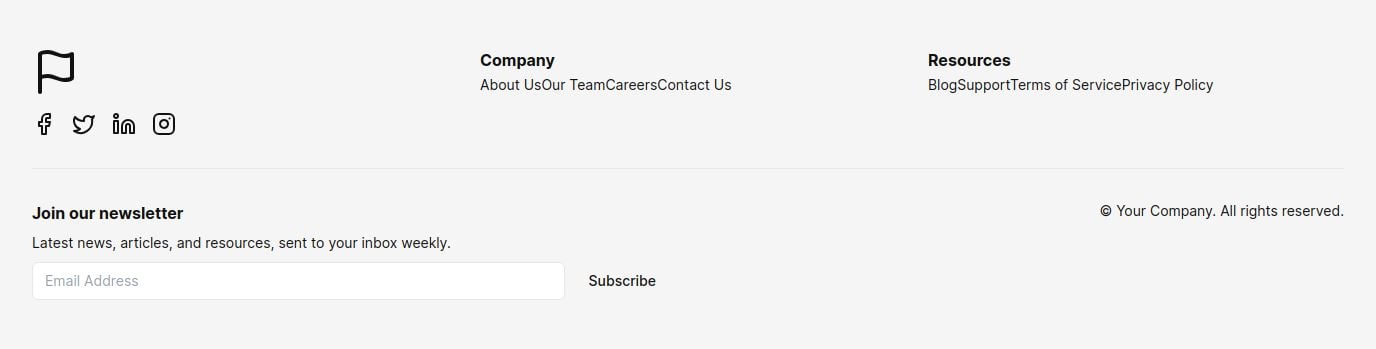 Company
About UsOur TeamCareersContact Us
Resources
BlogSupportTerms of ServicePrivacy Policy
Join our newsletter
Latest news, articles, and resources, sent to your inbox weekly.
Email Address
Subscribe
© Your Company. All rights reserved.